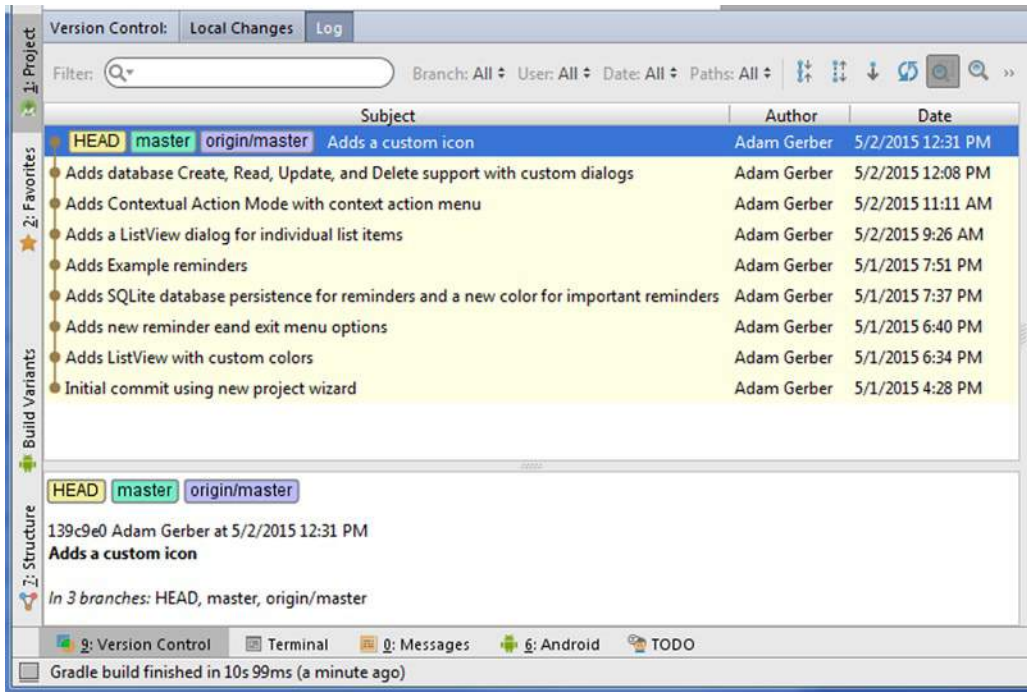 Version Control: Local Changes Log
Filter: Branch: All User: All Date: All Paths: All »
Subject Author Date
HEAD master origin/master Adds a custom icon Adam Gerber 5/2/2015 12:31 PM
Adds database Create, Read, Update, and Delete support with custom dialogs Adam Gerber 5/2/2015 12:08 PM
Adds Contextual Action Mode with context action menu Adam Gerber 5/2/2015 11:11 AM
Adds a ListView dialog for individual list items Adam Gerber 5/2/2015 9:26 AM
Adds Example reminders Adam Gerber 5/1/2015 7:51 PM
Adds SQLite database persistence for reminders and a new color for important reminders Adam Gerber 5/1/2015 7:37 PM
Adds new reminder eand exit menu options Adam Gerber 5/1/2015 6:40 PM
Adds ListView with custom colors Adam Gerber 5/1/2015 6:34 PM
Initial commit using new project wizard Adam Gerber 5/1/2015 4:28 PM
HEAD master origin/master
139c9e0 Adam Gerber at 5/2/2015 12:31 PM
Adds a custom icon
In 3 branches: HEAD, master, origin/master
1: Project
2: Favorites
Build Variants
7: Structure
9: Version Control Terminal 0: Messages 6: Android TODO
Gradle build finished in 10s 99ms (a minute ago)